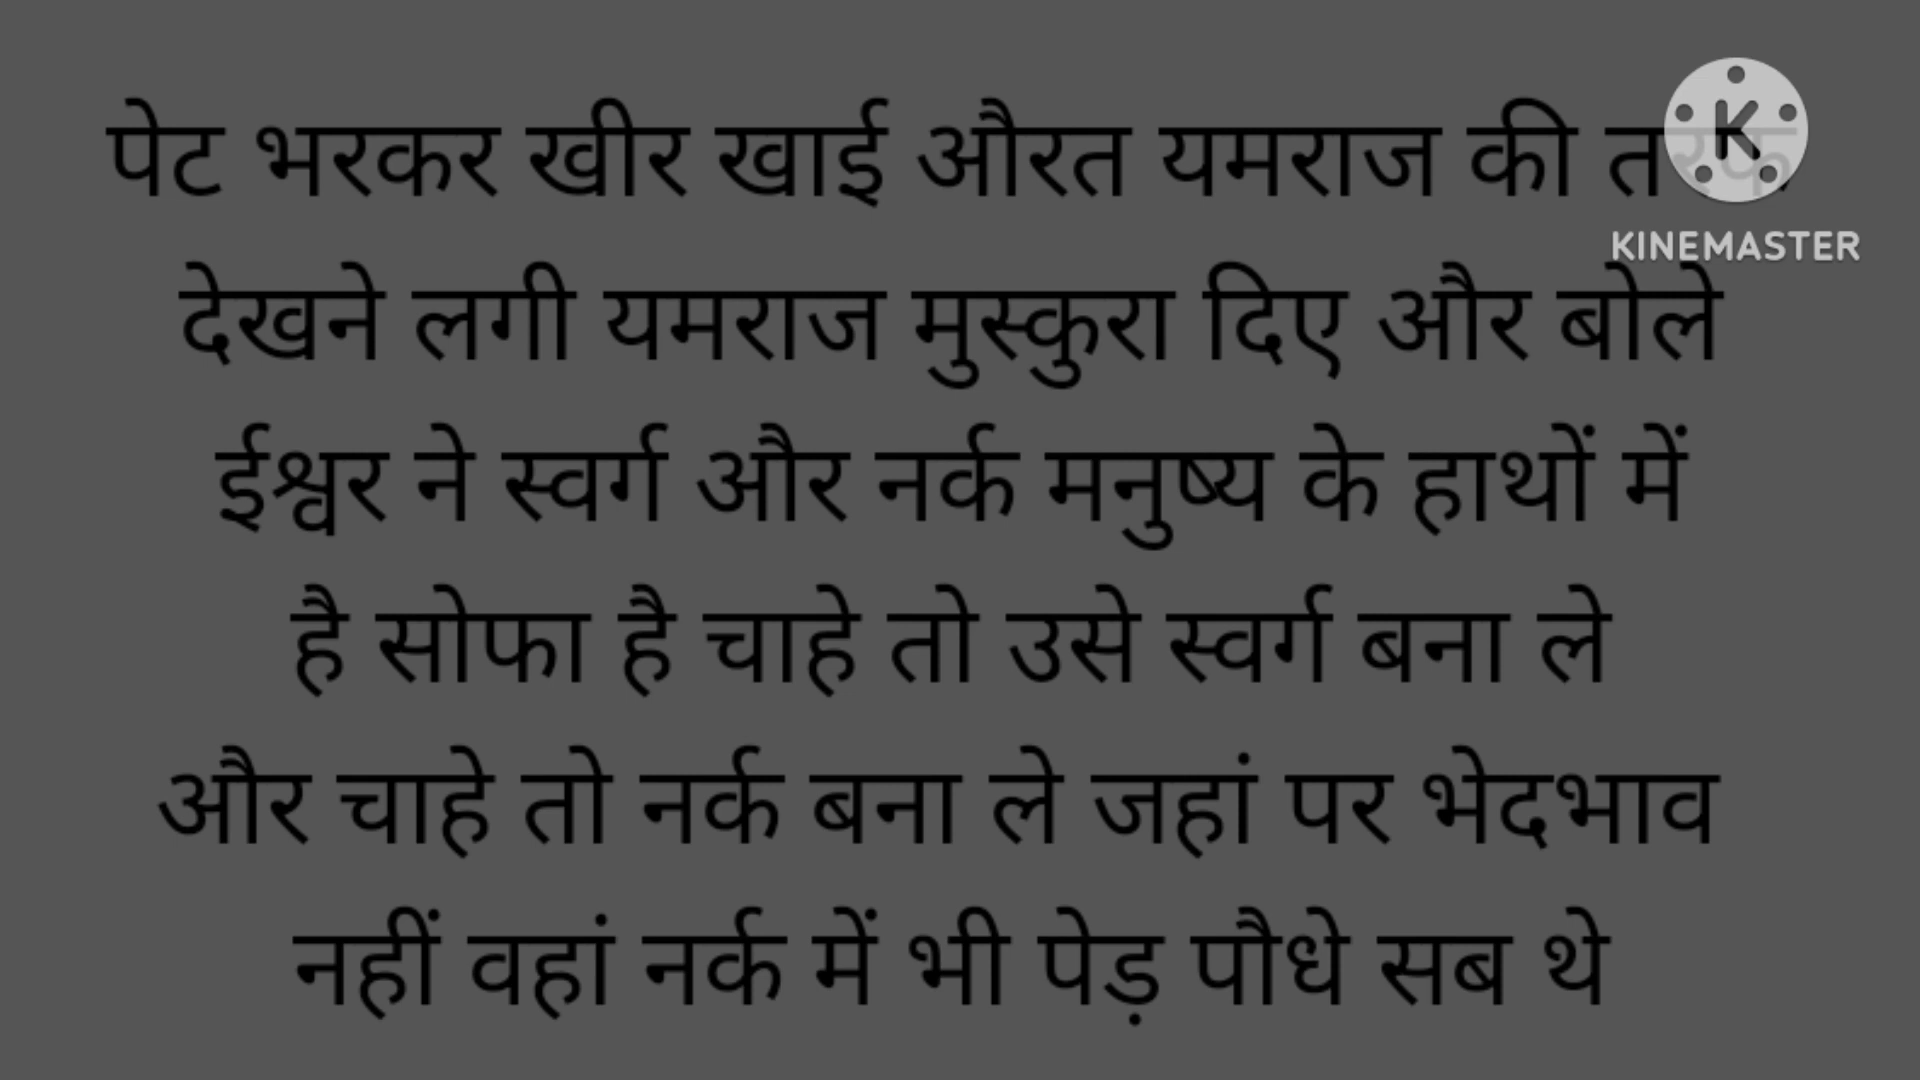 पेट भरकर खीर खाई औरत यमराज की तरफ
KINEMASTER
देखने लगी यमराज मुस्कुरा दिए और बोले
ईश्वर ने स्वर्ग और नर्क मनुष्य के हाथों में
है सोफा है चाहे तो उसे स्वर्ग बना ले
और चाहे तो नर्क बना ले जहां पर भेदभाव
नहीं वहां नर्क में भी पेड़ पौधे सब थे